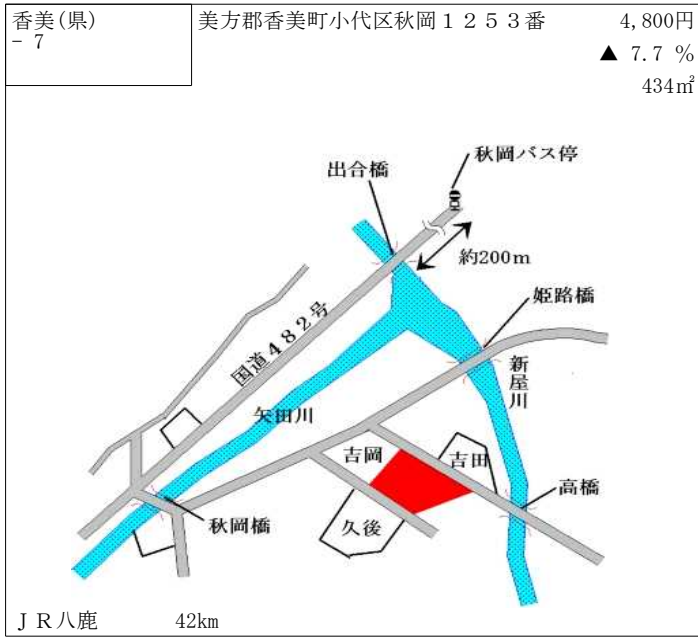 香美(県) 美方郡香美町小代区秋岡１２５３番 4,800円
－ 7
▲ 7.7 %
434㎡
秋岡バス停
出合橋
約200m
姫路橋
国道４８２号
新屋川
矢田川
吉岡
吉田
高橋
秋岡橋
久後
ＪＲ八鹿 42km